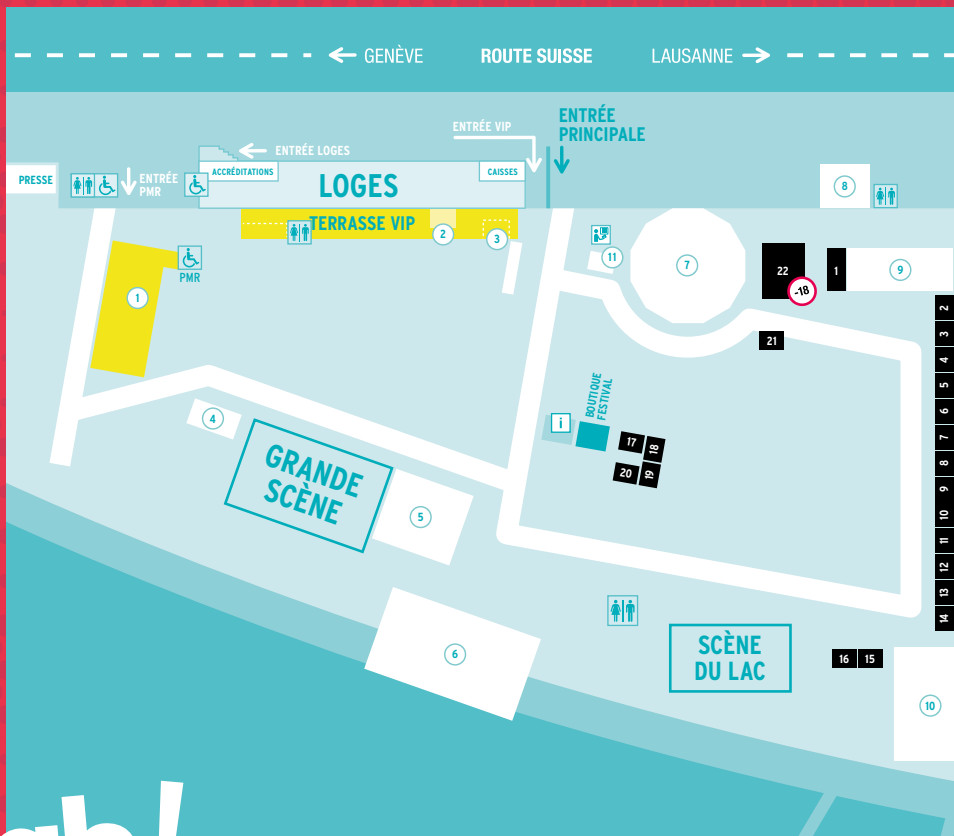 GENÈVE
ROUTE SUISSE
LAUSANNE
ENTRÉE
PRINCIPALE
ENTRÉE VIP
ENTRÉE LOGES
PRESSE
ENTRÉE
PMR
ACCRÉDITATIONS
LOGES
CAISSES
8
TERRASSE VIP
2
3
11
7
22
-18
1
9
PMR
1
2
3
4
5
6
7
8
9
10
11
12
13
14
21
BOUTIQUE
FESTIVAL
i
17
18
20
19
4
GRANDE
SCÈNE
5
6
SCÈNE
DU LAC
16
15
10